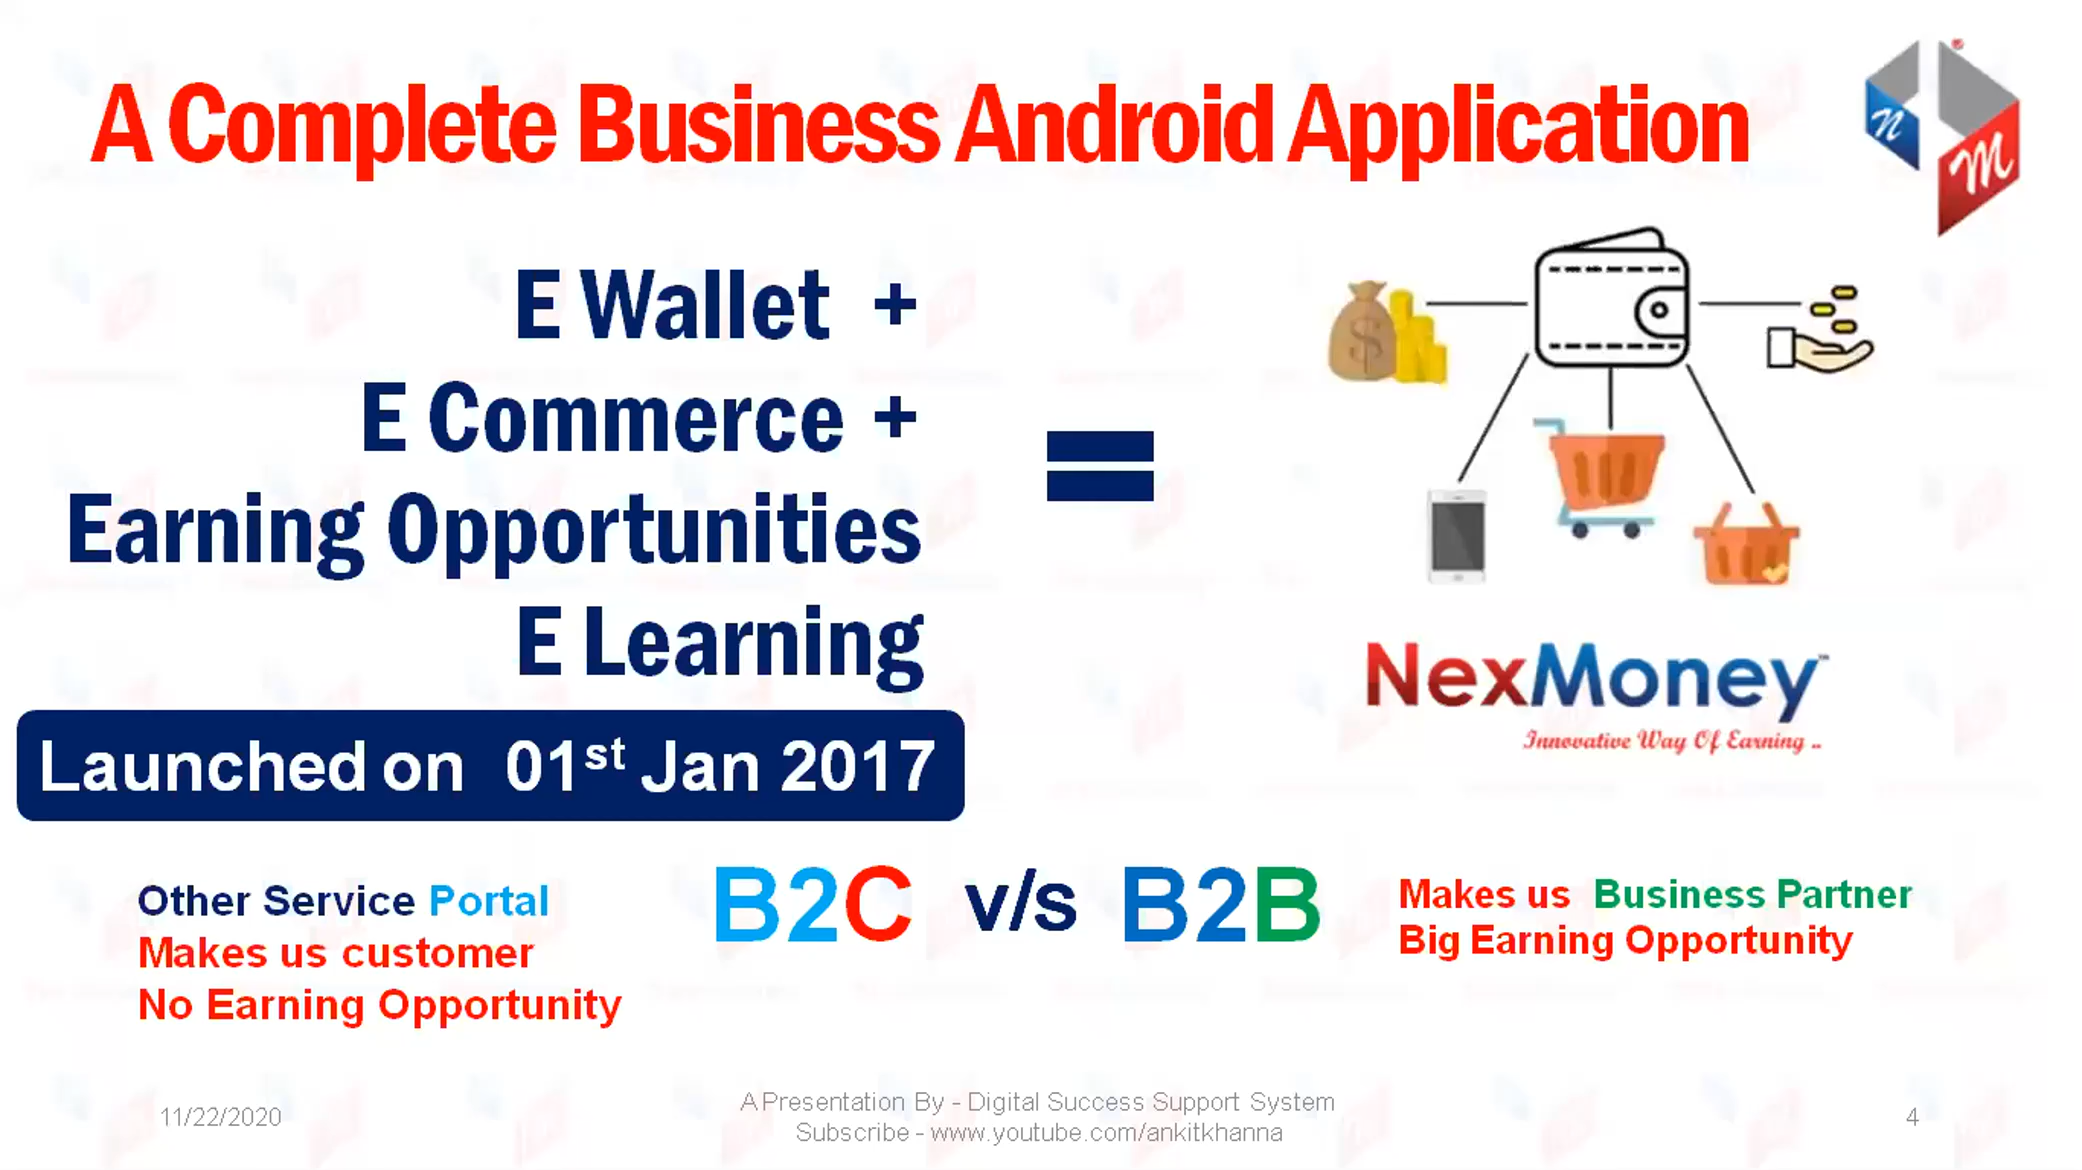 A Complete Business Android Application
n
M
E Wallet +
E Commerce +
Earning Opportunities
E Learning
=
$
NexMoney™
Innovative Way Of Earning ..
Launched on 01st Jan 2017
Other Service Portal
Makes us customer
No Earning Opportunity
B2C v/s B2B
Makes us Business Partner
Big Earning Opportunity
11/22/2020
A Presentation By - Digital Success Support System
Subscribe - www.youtube.com/ankitkhanna
4